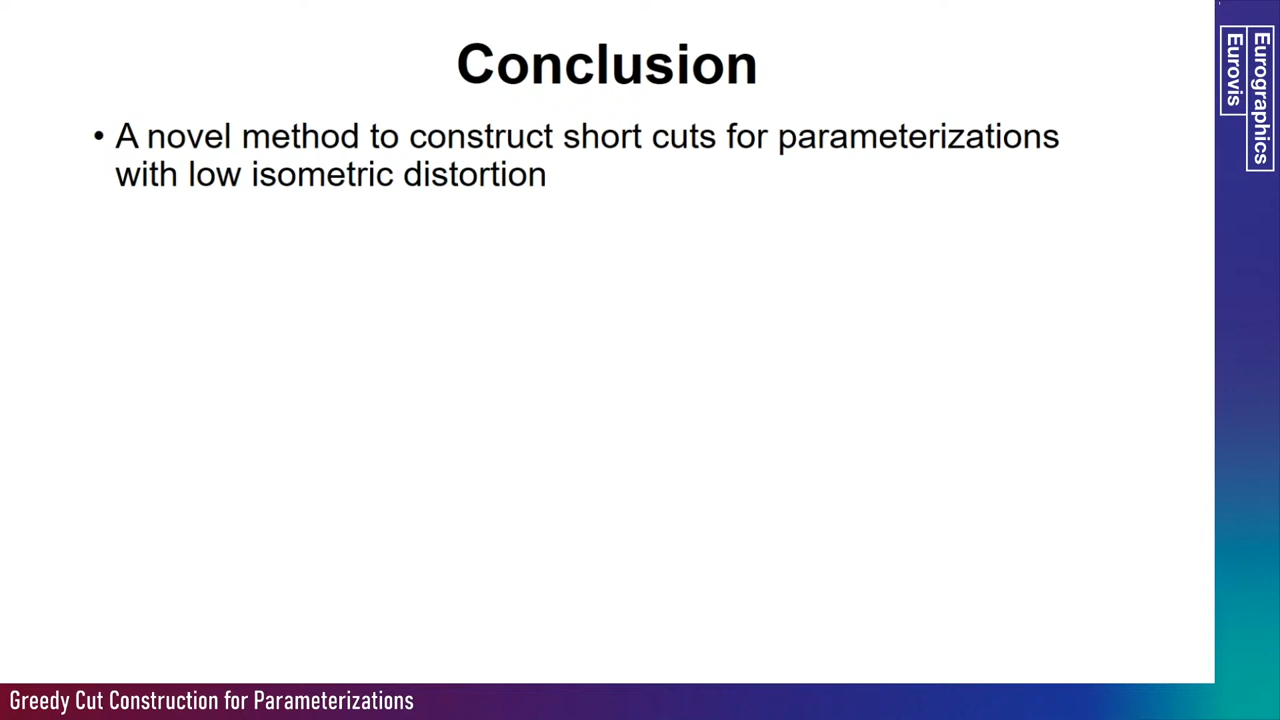 Conclusion
• A novel method to construct short cuts for parameterizations
with low isometric distortion
Eurographics
Eurovis
Greedy Cut Construction for Parameterizations